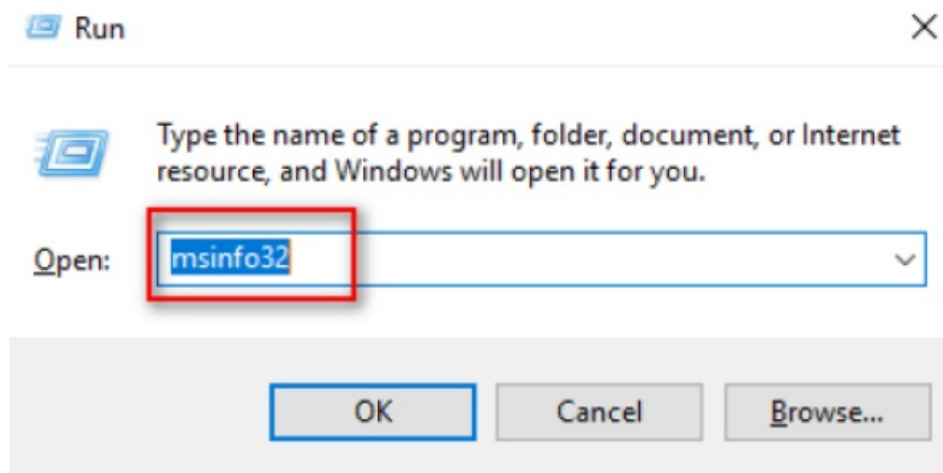 Run
Type the name of a program, folder, document, or Internet
resource, and Windows will open it for you.
Open: msinfo32
OK Cancel Browse...